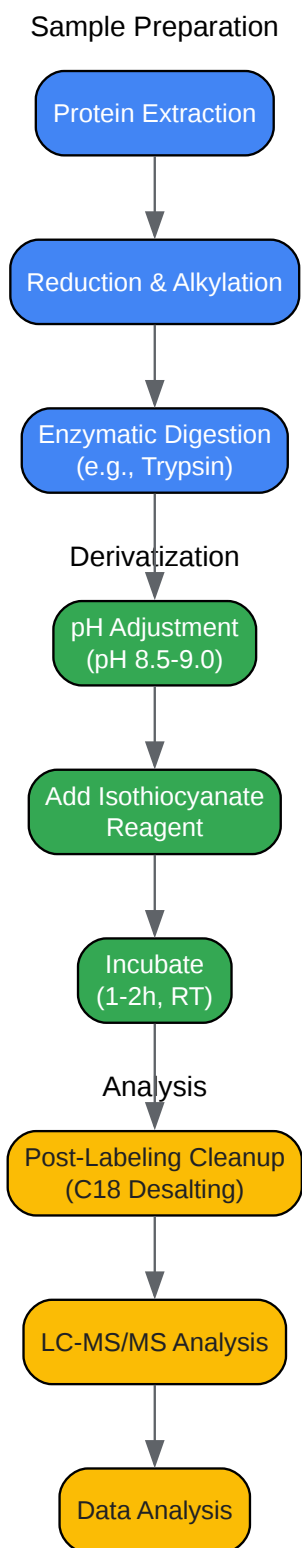 Sample Preparation
Protein Extraction
Reduction & Alkylation
Enzymatic Digestion
(e.g., Trypsin)
Derivatization
pH Adjustment
(pH 8.5-9.0)
Add Isothiocyanate
Reagent
Incubate
(1-2h, RT)
Analysis
Post-Labeling Cleanup
(C18 Desalting)
LC-MS/MS Analysis
Data Analysis